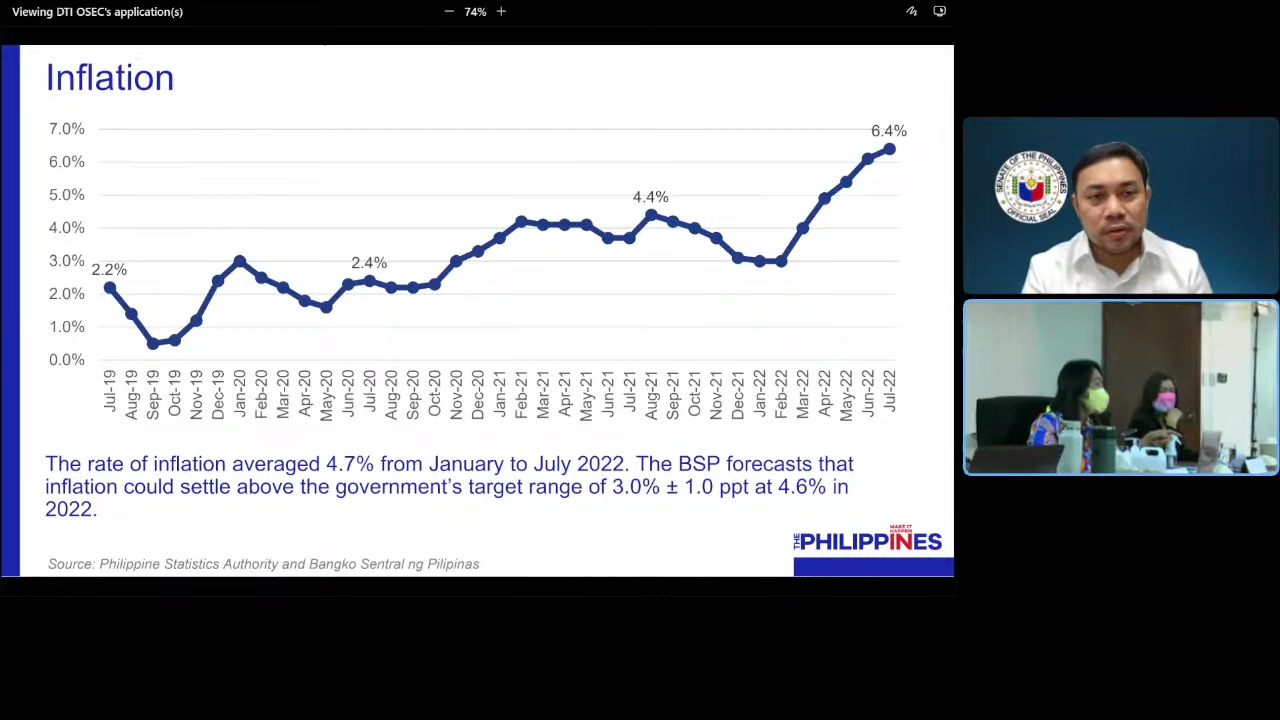 Viewing DTI OSEC's application(s)
74%
Inflation
7.0%
6.0%
5.0%
4.0%
3.0%
2.0%
1.0%
0.0%
2.2%
2.4%
4.4%
6.4%
Jul-19
Aug-19
Sep-19
Oct-19
Nov-19
Dec-19
Jan-20
Feb-20
Mar-20
Apr-20
May-20
Jun-20
Jul-20
Aug-20
Sep-20
Oct-20
Nov-20
Dec-20
Jan-21
Feb-21
Mar-21
Apr-21
May-21
Jun-21
Jul-21
Aug-21
Sep-21
Oct-21
Nov-21
Dec-21
Jan-22
Feb-22
Mar-22
Apr-22
May-22
Jun-22
Jul-22
The rate of inflation averaged 4.7% from January to July 2022. The BSP forecasts that
inflation could settle above the government's target range of 3.0% ± 1.0 ppt at 4.6% in
2022.
MAKE IT
HAPPEN
THE PHILIPPINES
Source: Philippine Statistics Authority and Bangko Sentral ng Pilipinas
SENATE OF THE PHILIPPINES
OFFICIAL SEAL